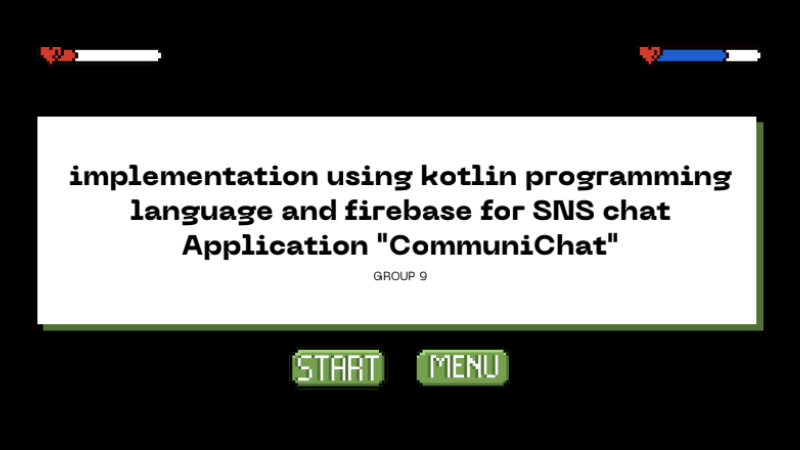 implementation using kotlin programming
language and firebase for SNS chat
Application "CommuniChat"
GROUP 9
START MENU